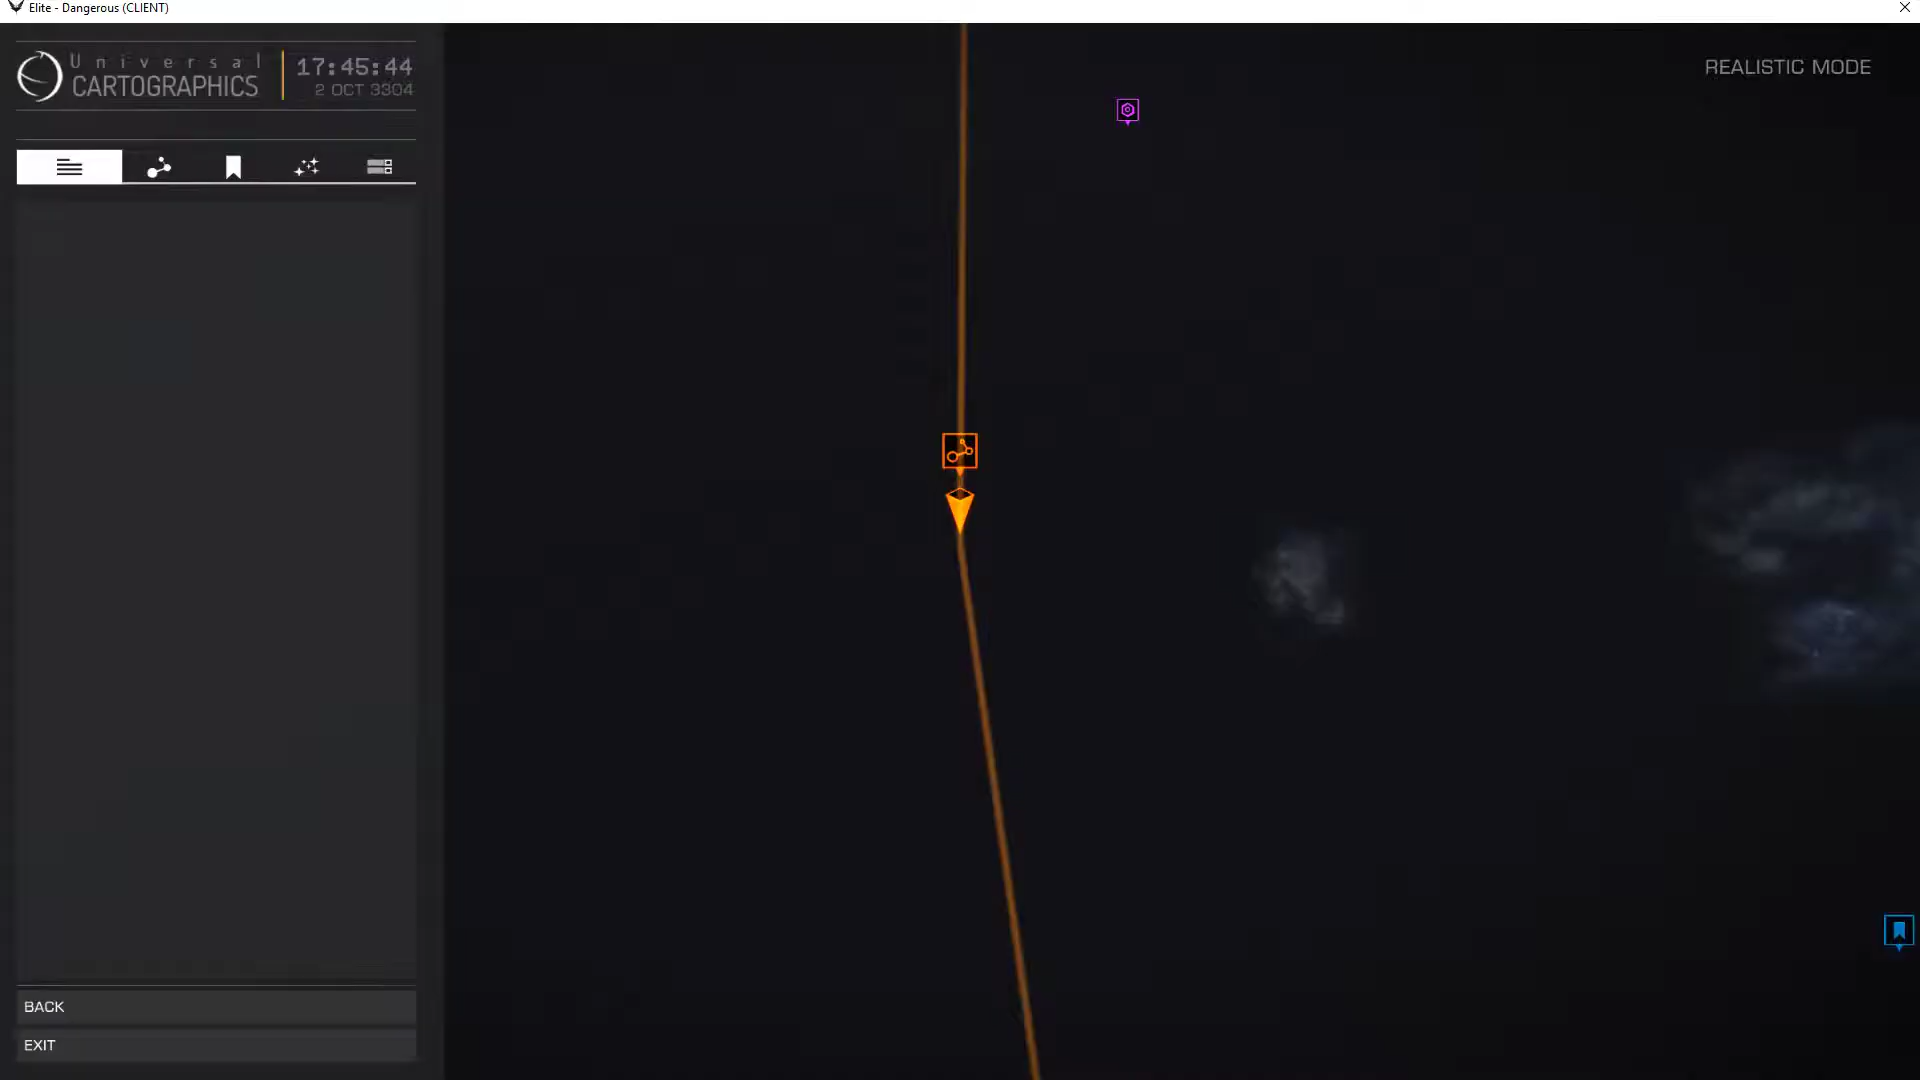 Elite - Dangerous (CLIENT)
Universal
CARTOGRAPHICS
17:45:44
2 OCT 3304
REALISTIC MODE
BACK
EXIT